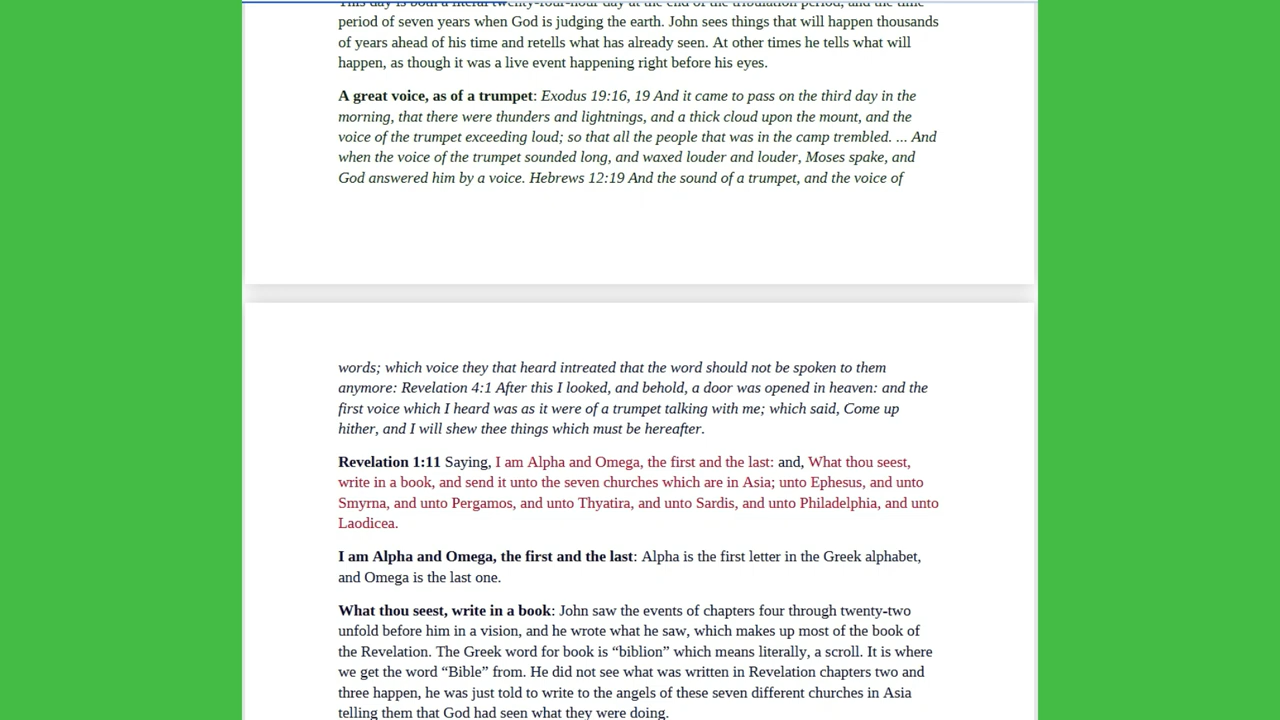 This day is both a literal twenty-four-hour day at the end of the tribulation period, and the time
period of seven years when God is judging the earth. John sees things that will happen thousands
of years ahead of his time and retells what has already seen. At other times he tells what will
happen, as though it was a live event happening right before his eyes.
A great voice, as of a trumpet: Exodus 19:16, 19 And it came to pass on the third day in the
morning, that there were thunders and lightnings, and a thick cloud upon the mount, and the
voice of the trumpet exceeding loud; so that all the people that was in the camp trembled. ... And
when the voice of the trumpet sounded long, and waxed louder and louder, Moses spake, and
God answered him by a voice. Hebrews 12:19 And the sound of a trumpet, and the voice of
words; which voice they that heard intreated that the word should not be spoken to them
anymore: Revelation 4:1 After this I looked, and behold, a door was opened in heaven: and the
first voice which I heard was as it were of a trumpet talking with me; which said, Come up
hither, and I will shew thee things which must be hereafter.
Revelation 1:11 Saying, I am Alpha and Omega, the first and the last: and, What thou seest,
write in a book, and send it unto the seven churches which are in Asia; unto Ephesus, and unto
Smyrna, and unto Pergamos, and unto Thyatira, and unto Sardis, and unto Philadelphia, and unto
Laodicea.
I am Alpha and Omega, the first and the last: Alpha is the first letter in the Greek alphabet,
and Omega is the last one.
What thou seest, write in a book: John saw the events of chapters four through twenty-two
unfold before him in a vision, and he wrote what he saw, which makes up most of the book of
the Revelation. The Greek word for book is “biblion” which means literally, a scroll. It is where
we get the word “Bible” from. He did not see what was written in Revelation chapters two and
three happen, he was just told to write to the angels of these seven different churches in Asia
telling them that God had seen what they were doing.